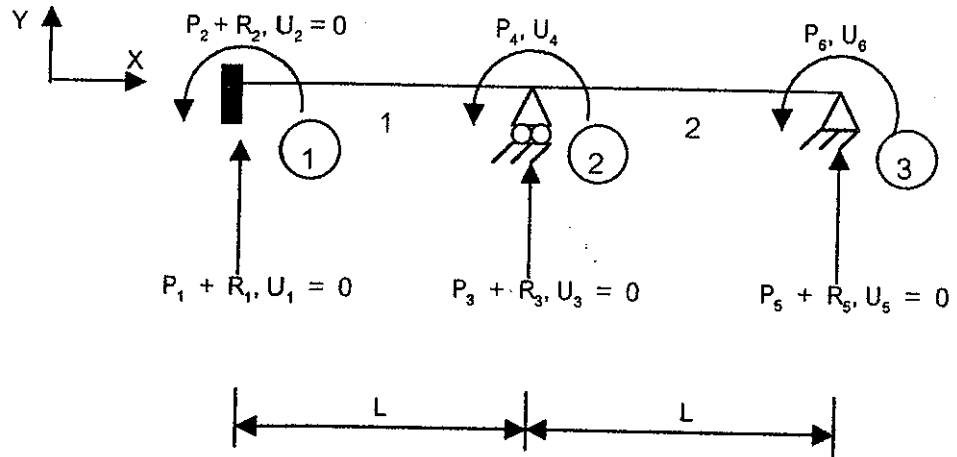 Y
P₂ + R₂, U₂ = 0
P₄, U₄
P₆, U₆
X
1
2
1
2
3
P₁ + R₁, U₁ = 0
P₃ + R₃, U₃ = 0
P₅ + R₅, U₅ = 0
L
L